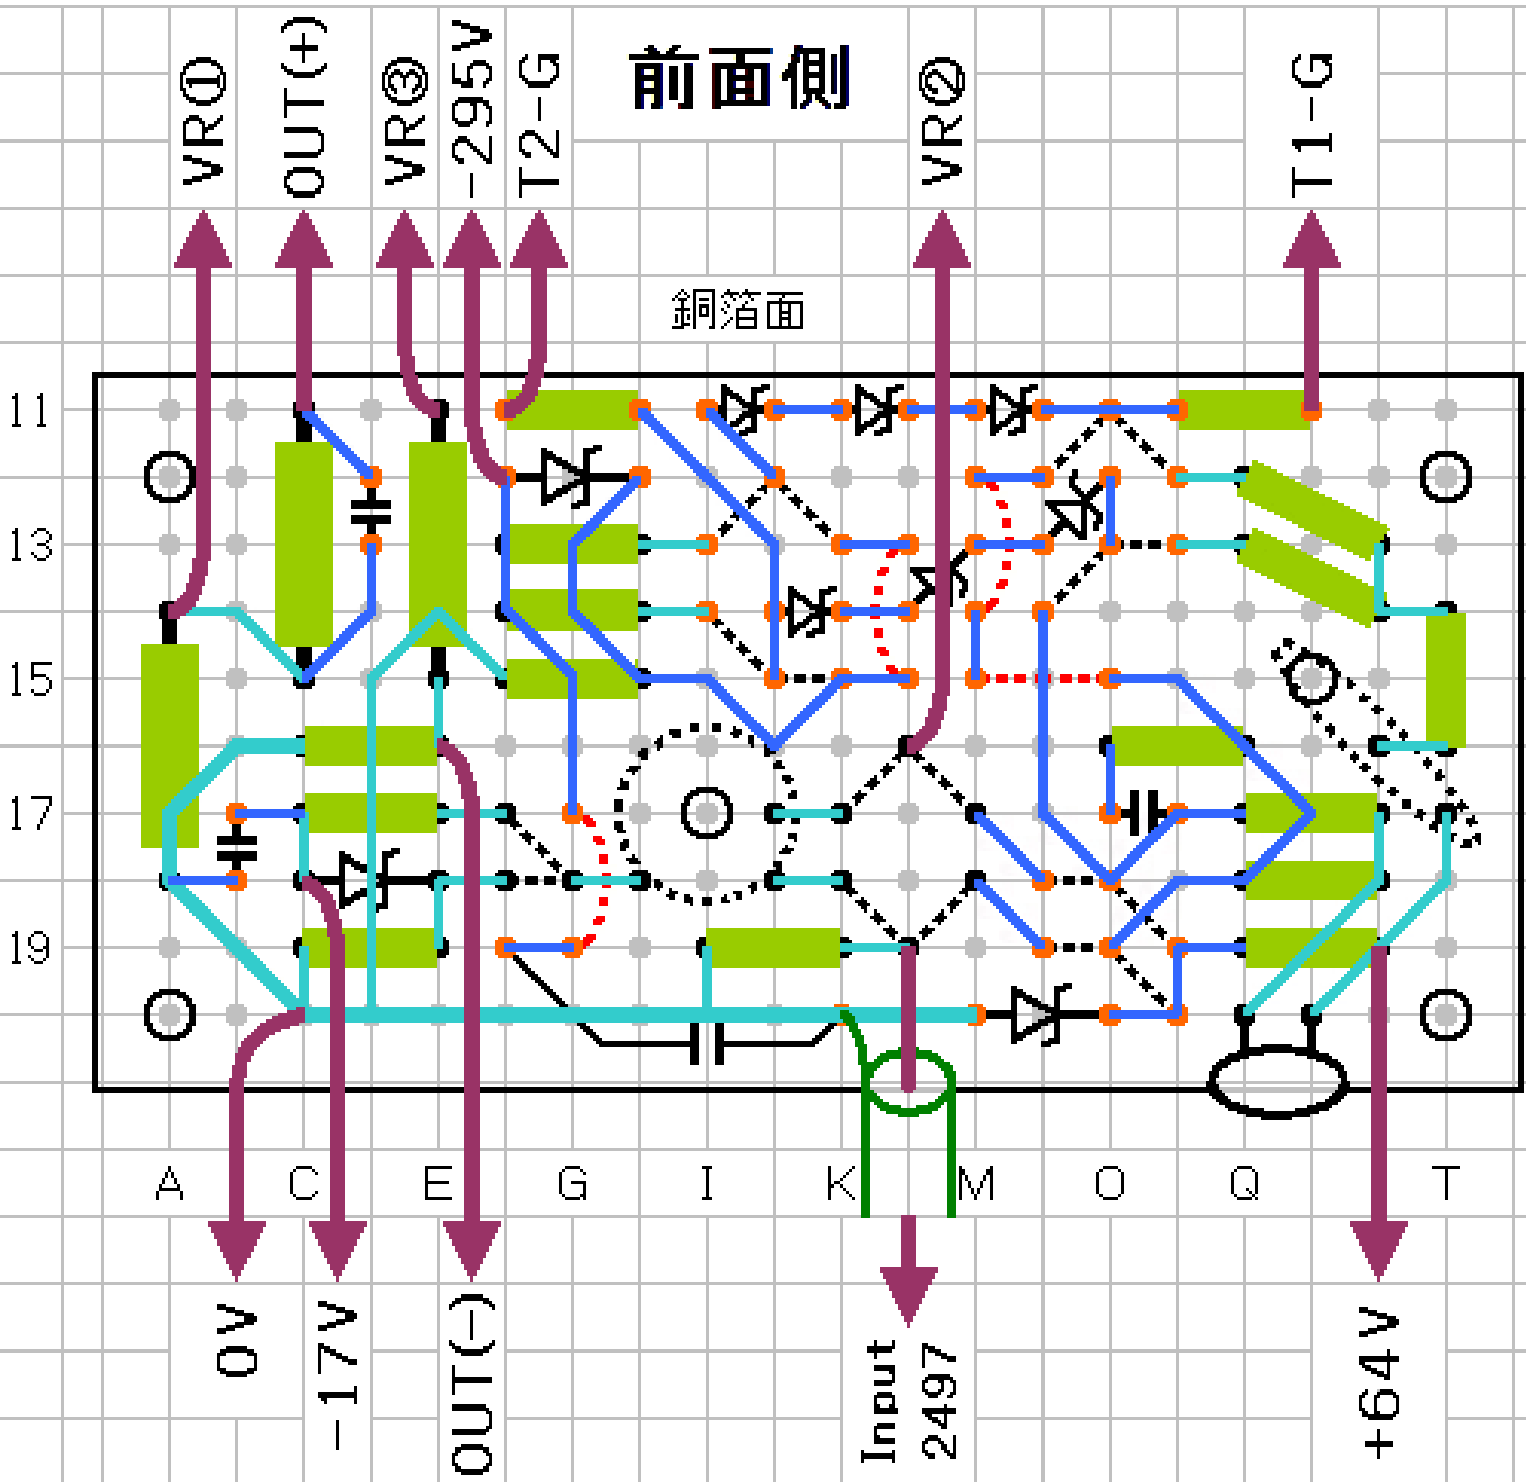 VR①
OUT(+)
VR③
-295V
T2-G
前面側
VR②
T1-G
銅箔面
11
13
15
17
19
A C E G I K M O Q T
0V
-17V
OUT(-)
Input
2497
+64V